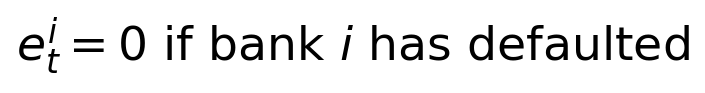 $e_t^i = 0$ if bank $i$ has defaulted